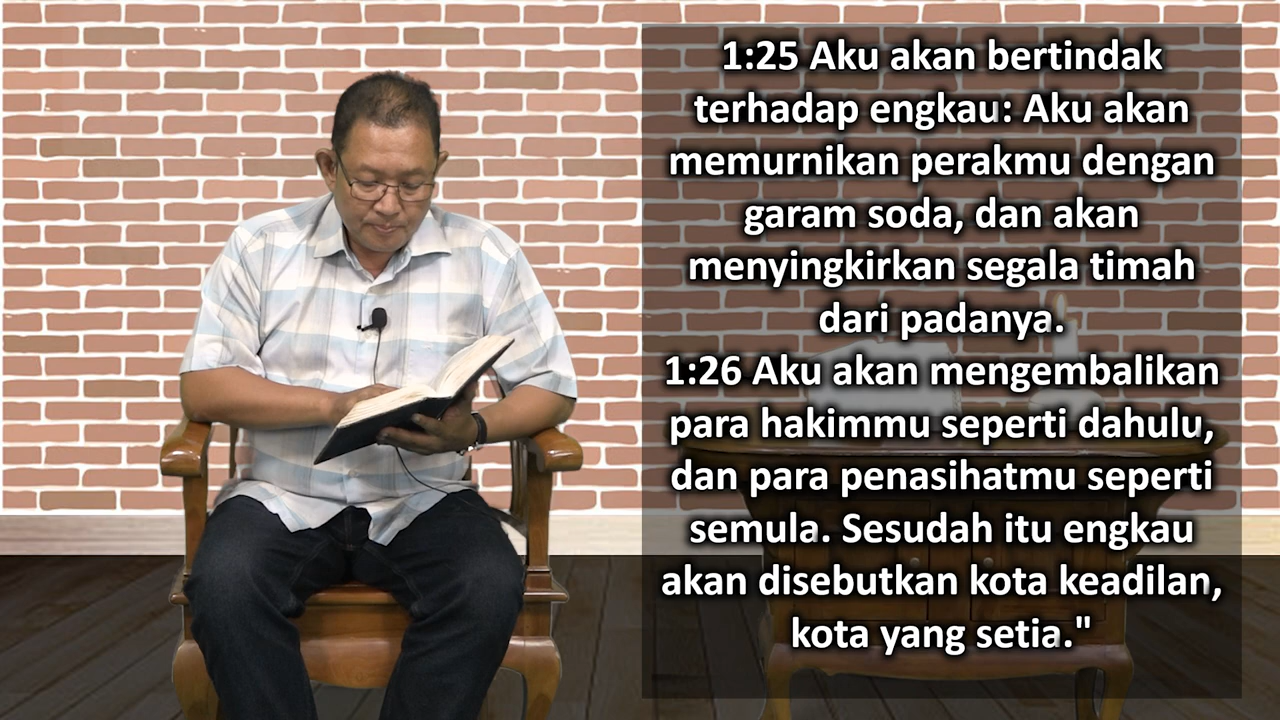 1:25 Aku akan bertindak
terhadap engkau: Aku akan
memurnikan perakmu dengan
garam soda, dan akan
menyingkirkan segala timah
dari padanya.
1:26 Aku akan mengembalikan
para hakimmu seperti dahulu,
dan para penasihatmu seperti
semula. Sesudah itu engkau
akan disebutkan kota keadilan,
kota yang setia."